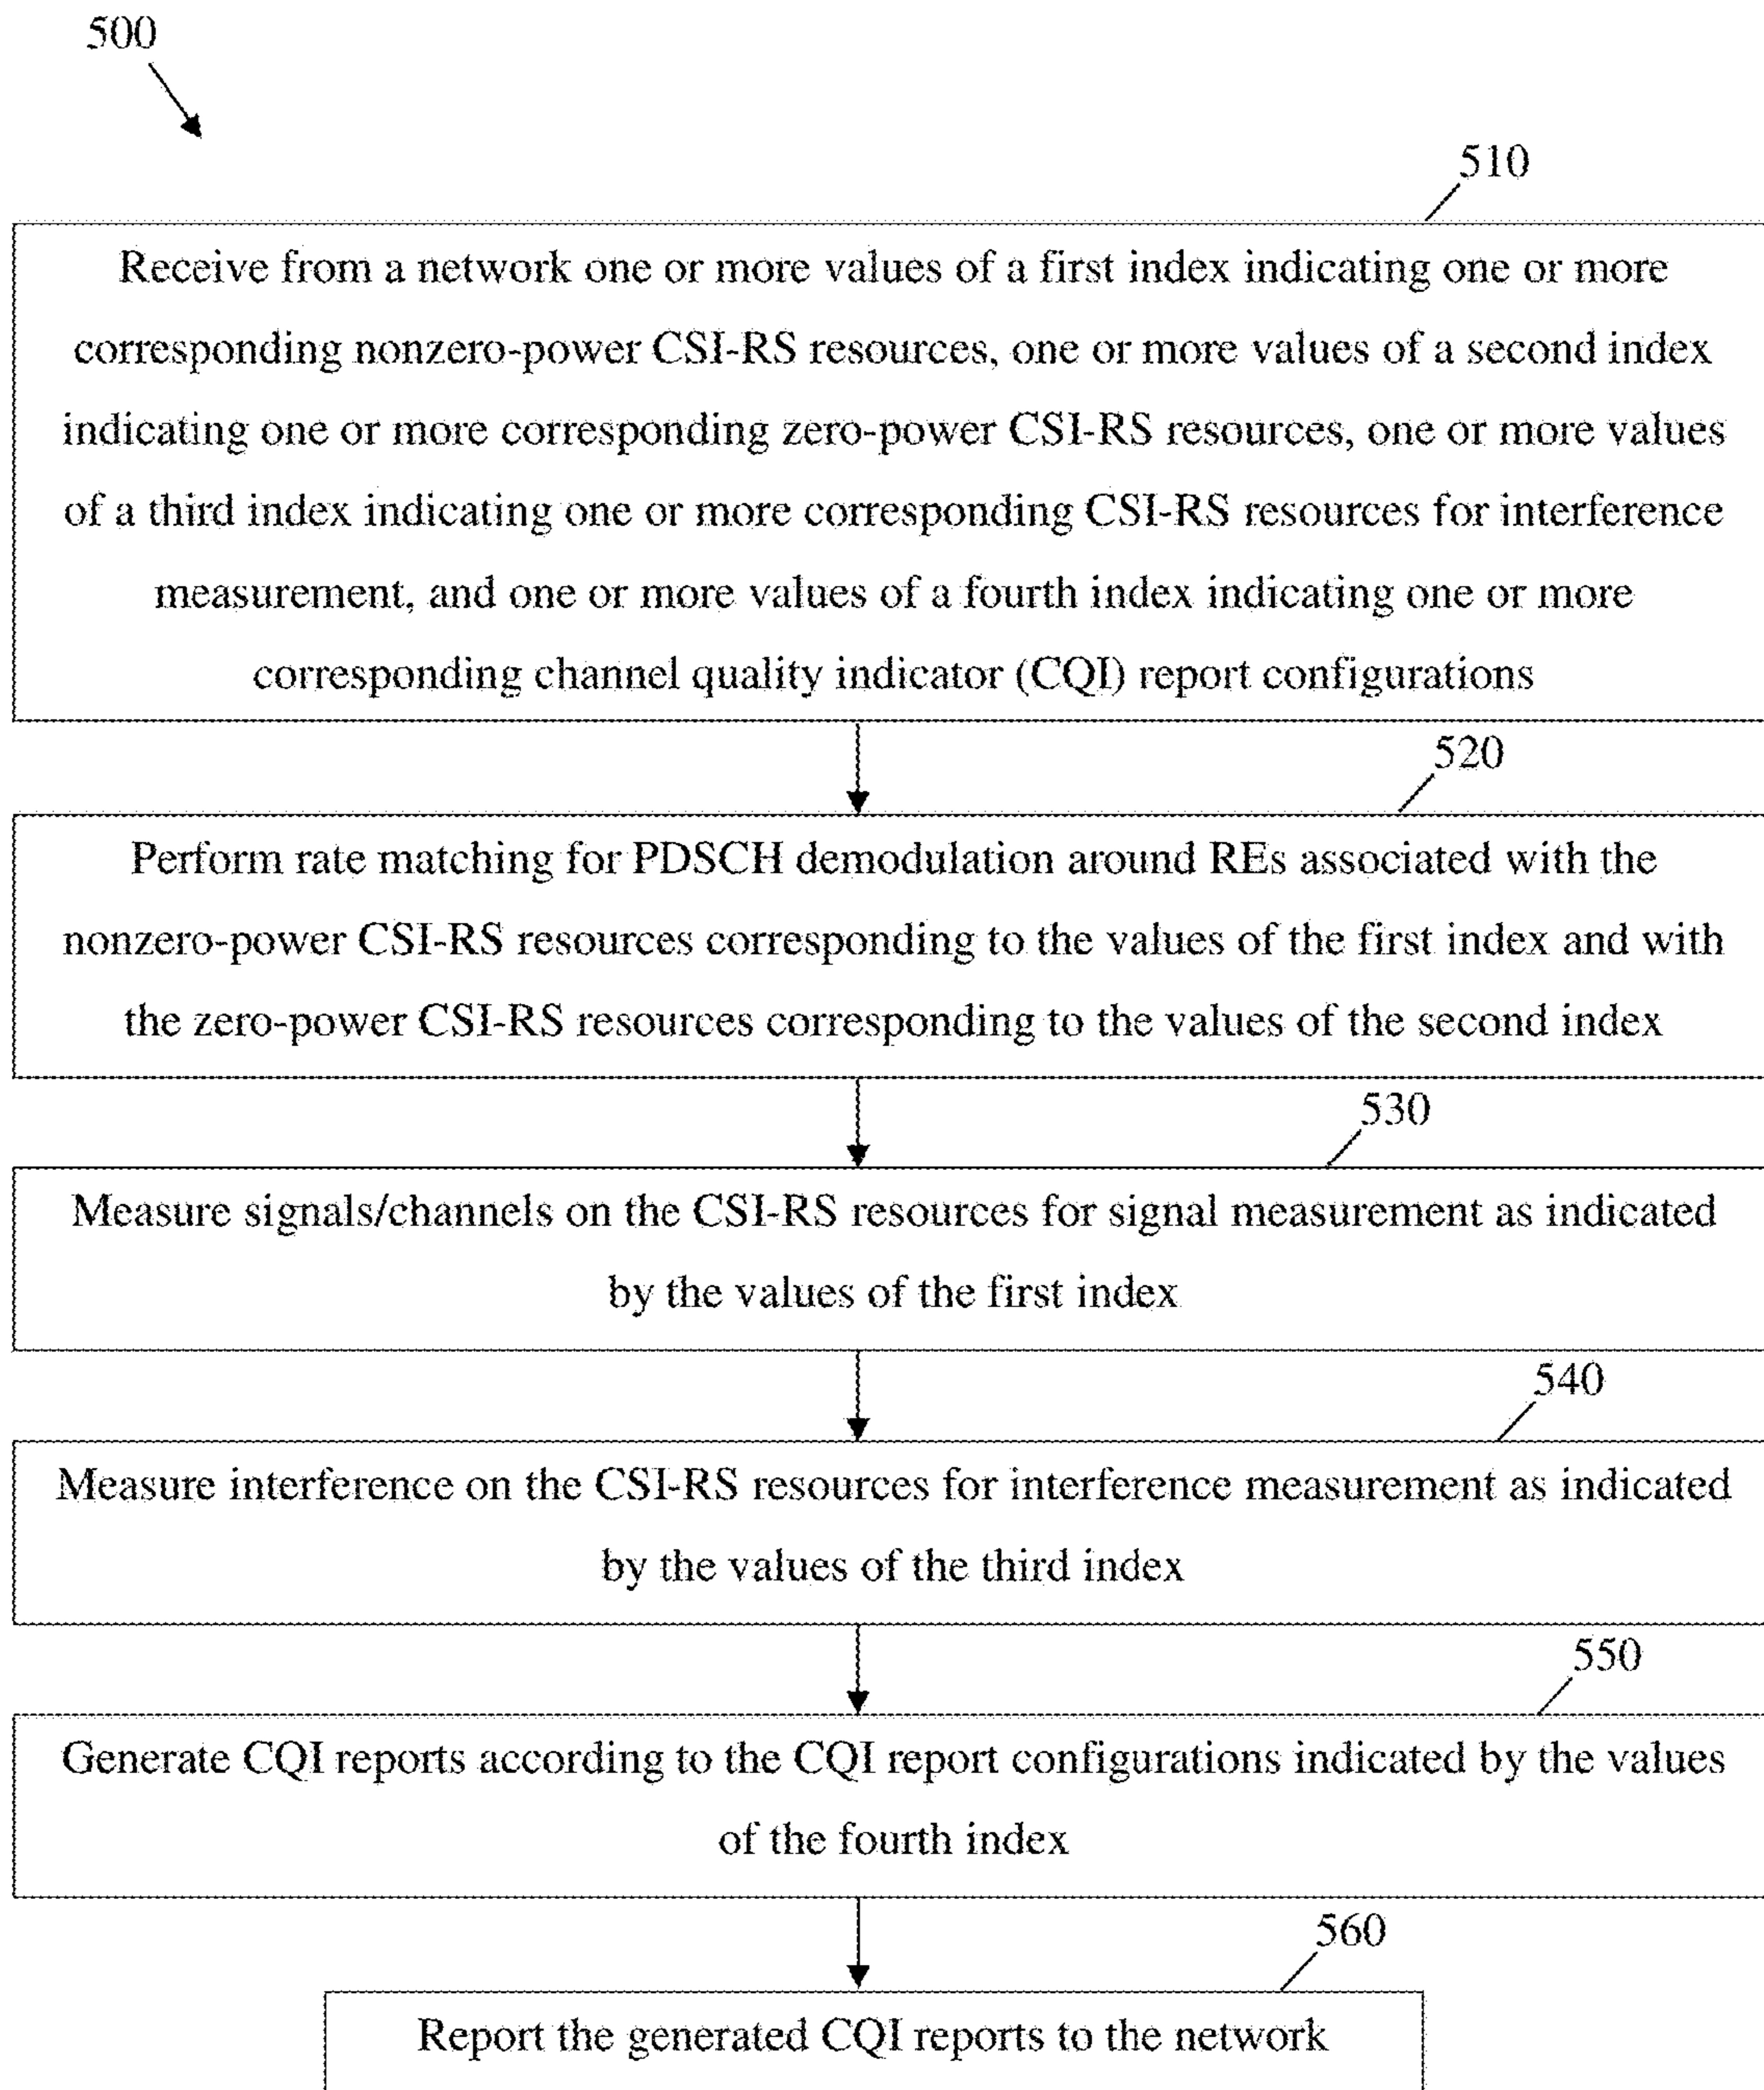 500
510
Receive from a network one or more values of a first index indicating one or more
corresponding nonzero-power CSI-RS resources, one or more values of a second index
indicating one or more corresponding zero-power CSI-RS resources, one or more values
of a third index indicating one or more corresponding CSI-RS resources for interference
measurement, and one or more values of a fourth index indicating one or more
corresponding channel quality indicator (CQI) report configurations
520
Perform rate matching for PDSCH demodulation around REs associated with the
nonzero-power CSI-RS resources corresponding to the values of the first index and with
the zero-power CSI-RS resources corresponding to the values of the second index
530
Measure signals/channels on the CSI-RS resources for signal measurement as indicated
by the values of the first index
540
Measure interference on the CSI-RS resources for interference measurement as indicated
by the values of the third index
550
Generate CQI reports according to the CQI report configurations indicated by the values
of the fourth index
560
Report the generated CQI reports to the network